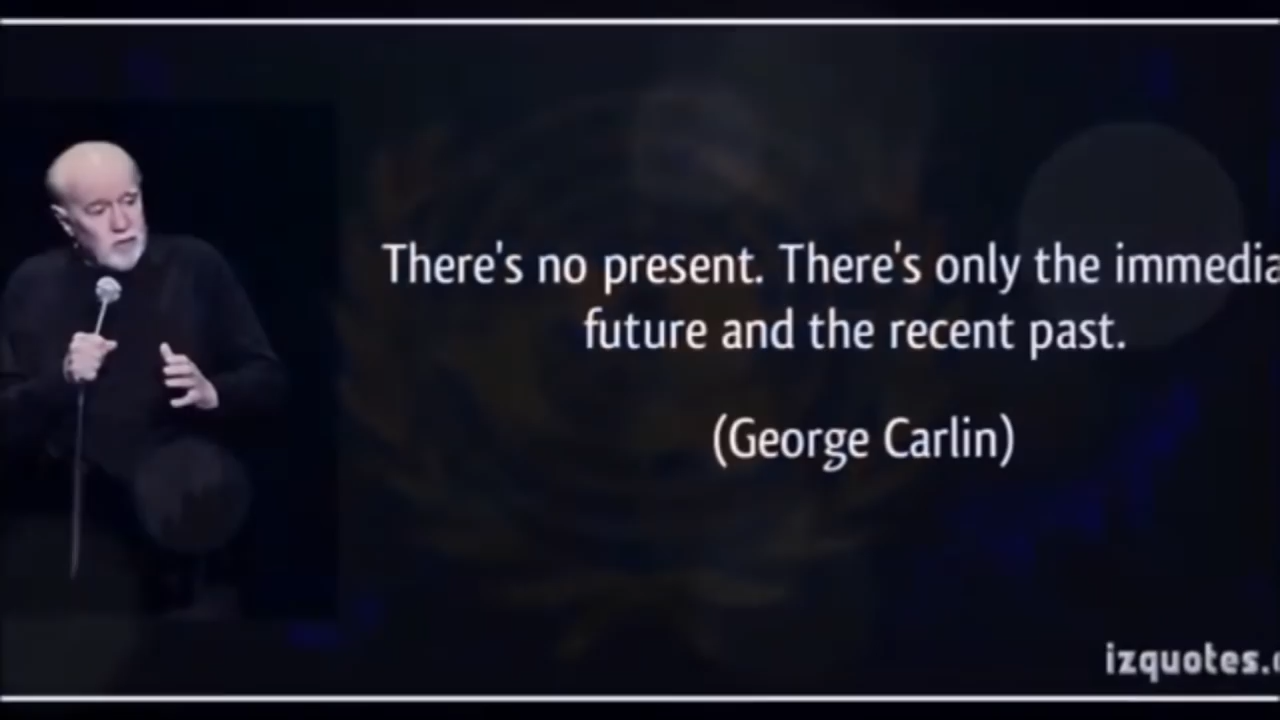 There's no present. There's only the immedia
future and the recent past.
(George Carlin)
izquotes.